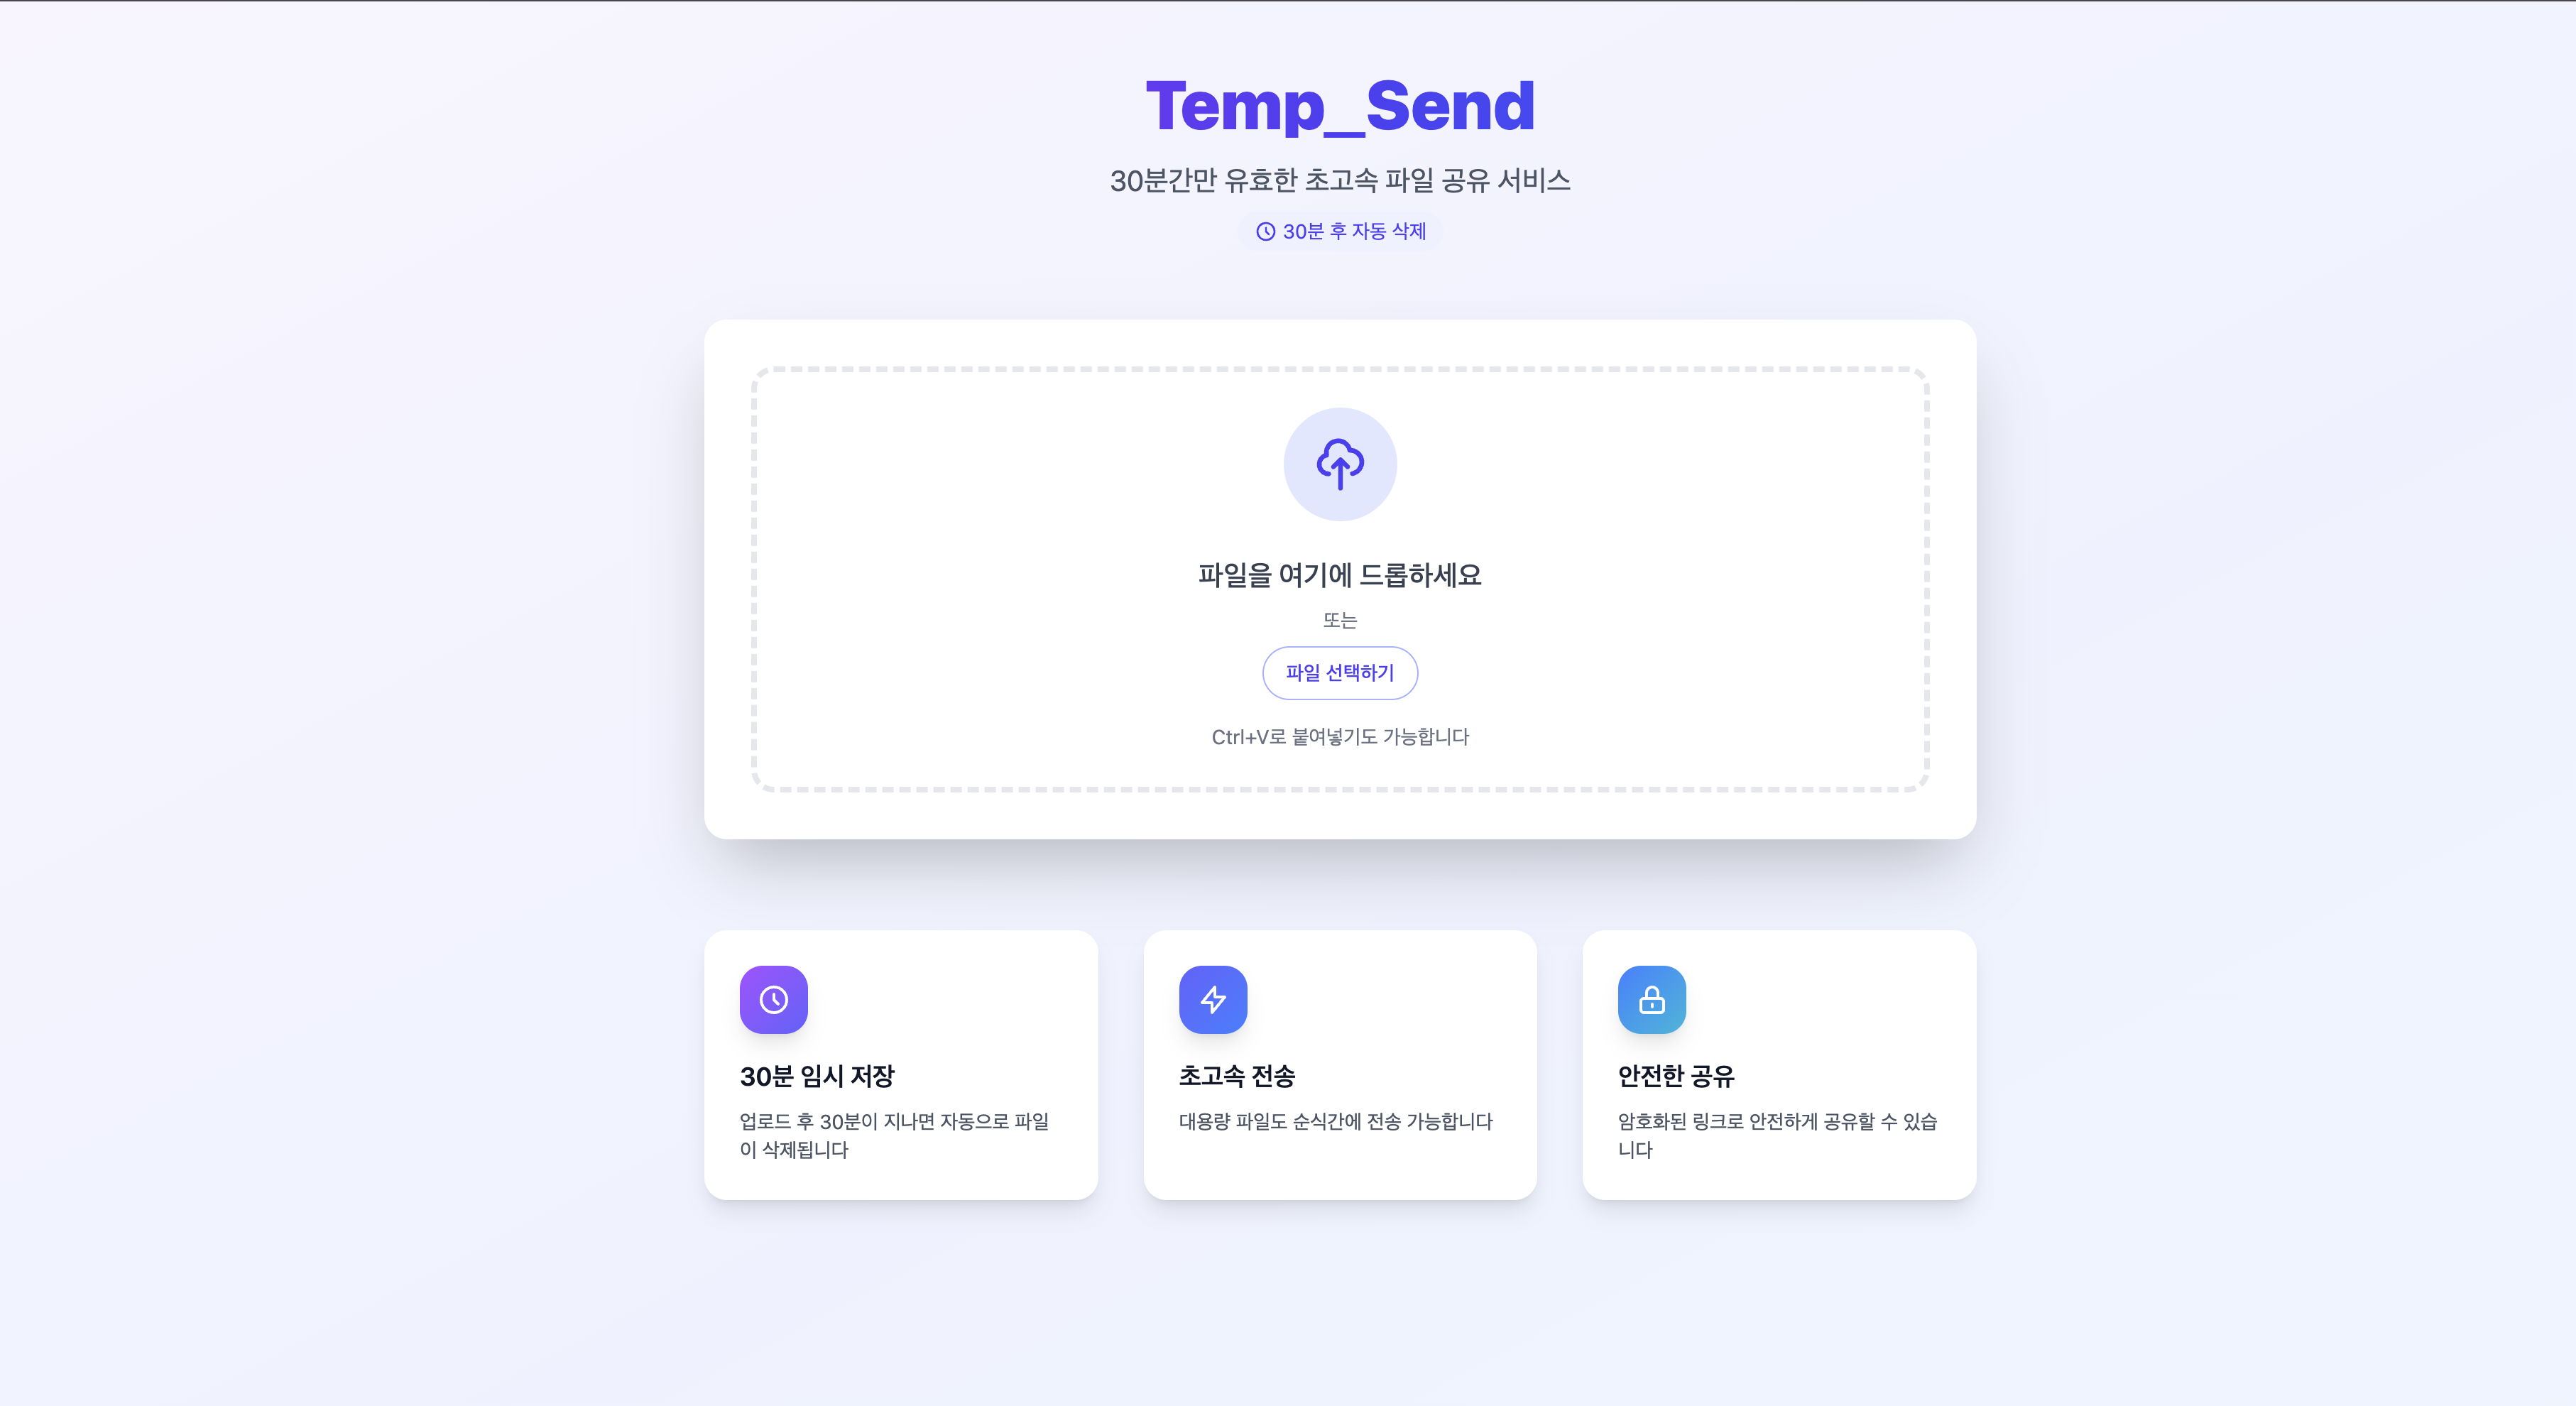 Temp_Send
30분간만 유효한 초고속 파일 공유 서비스
30분 후 자동 삭제
파일을 여기에 드롭하세요
또는
파일 선택하기
Ctrl+V로 붙여넣기도 가능합니다
30분 임시 저장
업로드 후 30분이 지나면 자동으로 파일
이 삭제됩니다
초고속 전송
대용량 파일도 순식간에 전송 가능합니다
안전한 공유
암호화된 링크로 안전하게 공유할 수 있습
니다